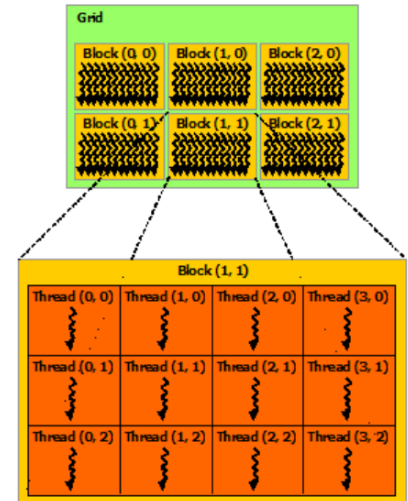 Grid
Block (0, 0) Block (1, 0) Block (2, 0)
Block (0, 1) Block (1, 1) Block (2, 1)
Block (1, 1)
Thread (0, 0) Thread (1, 0) Thread (2, 0) Thread (3, 0)
Thread (0, 1) Thread (1, 1) Thread (2, 1) Thread (3, 1)
Thread (0, 2) Thread (1, 2) Thread (2, 2) Thread (3, 2)